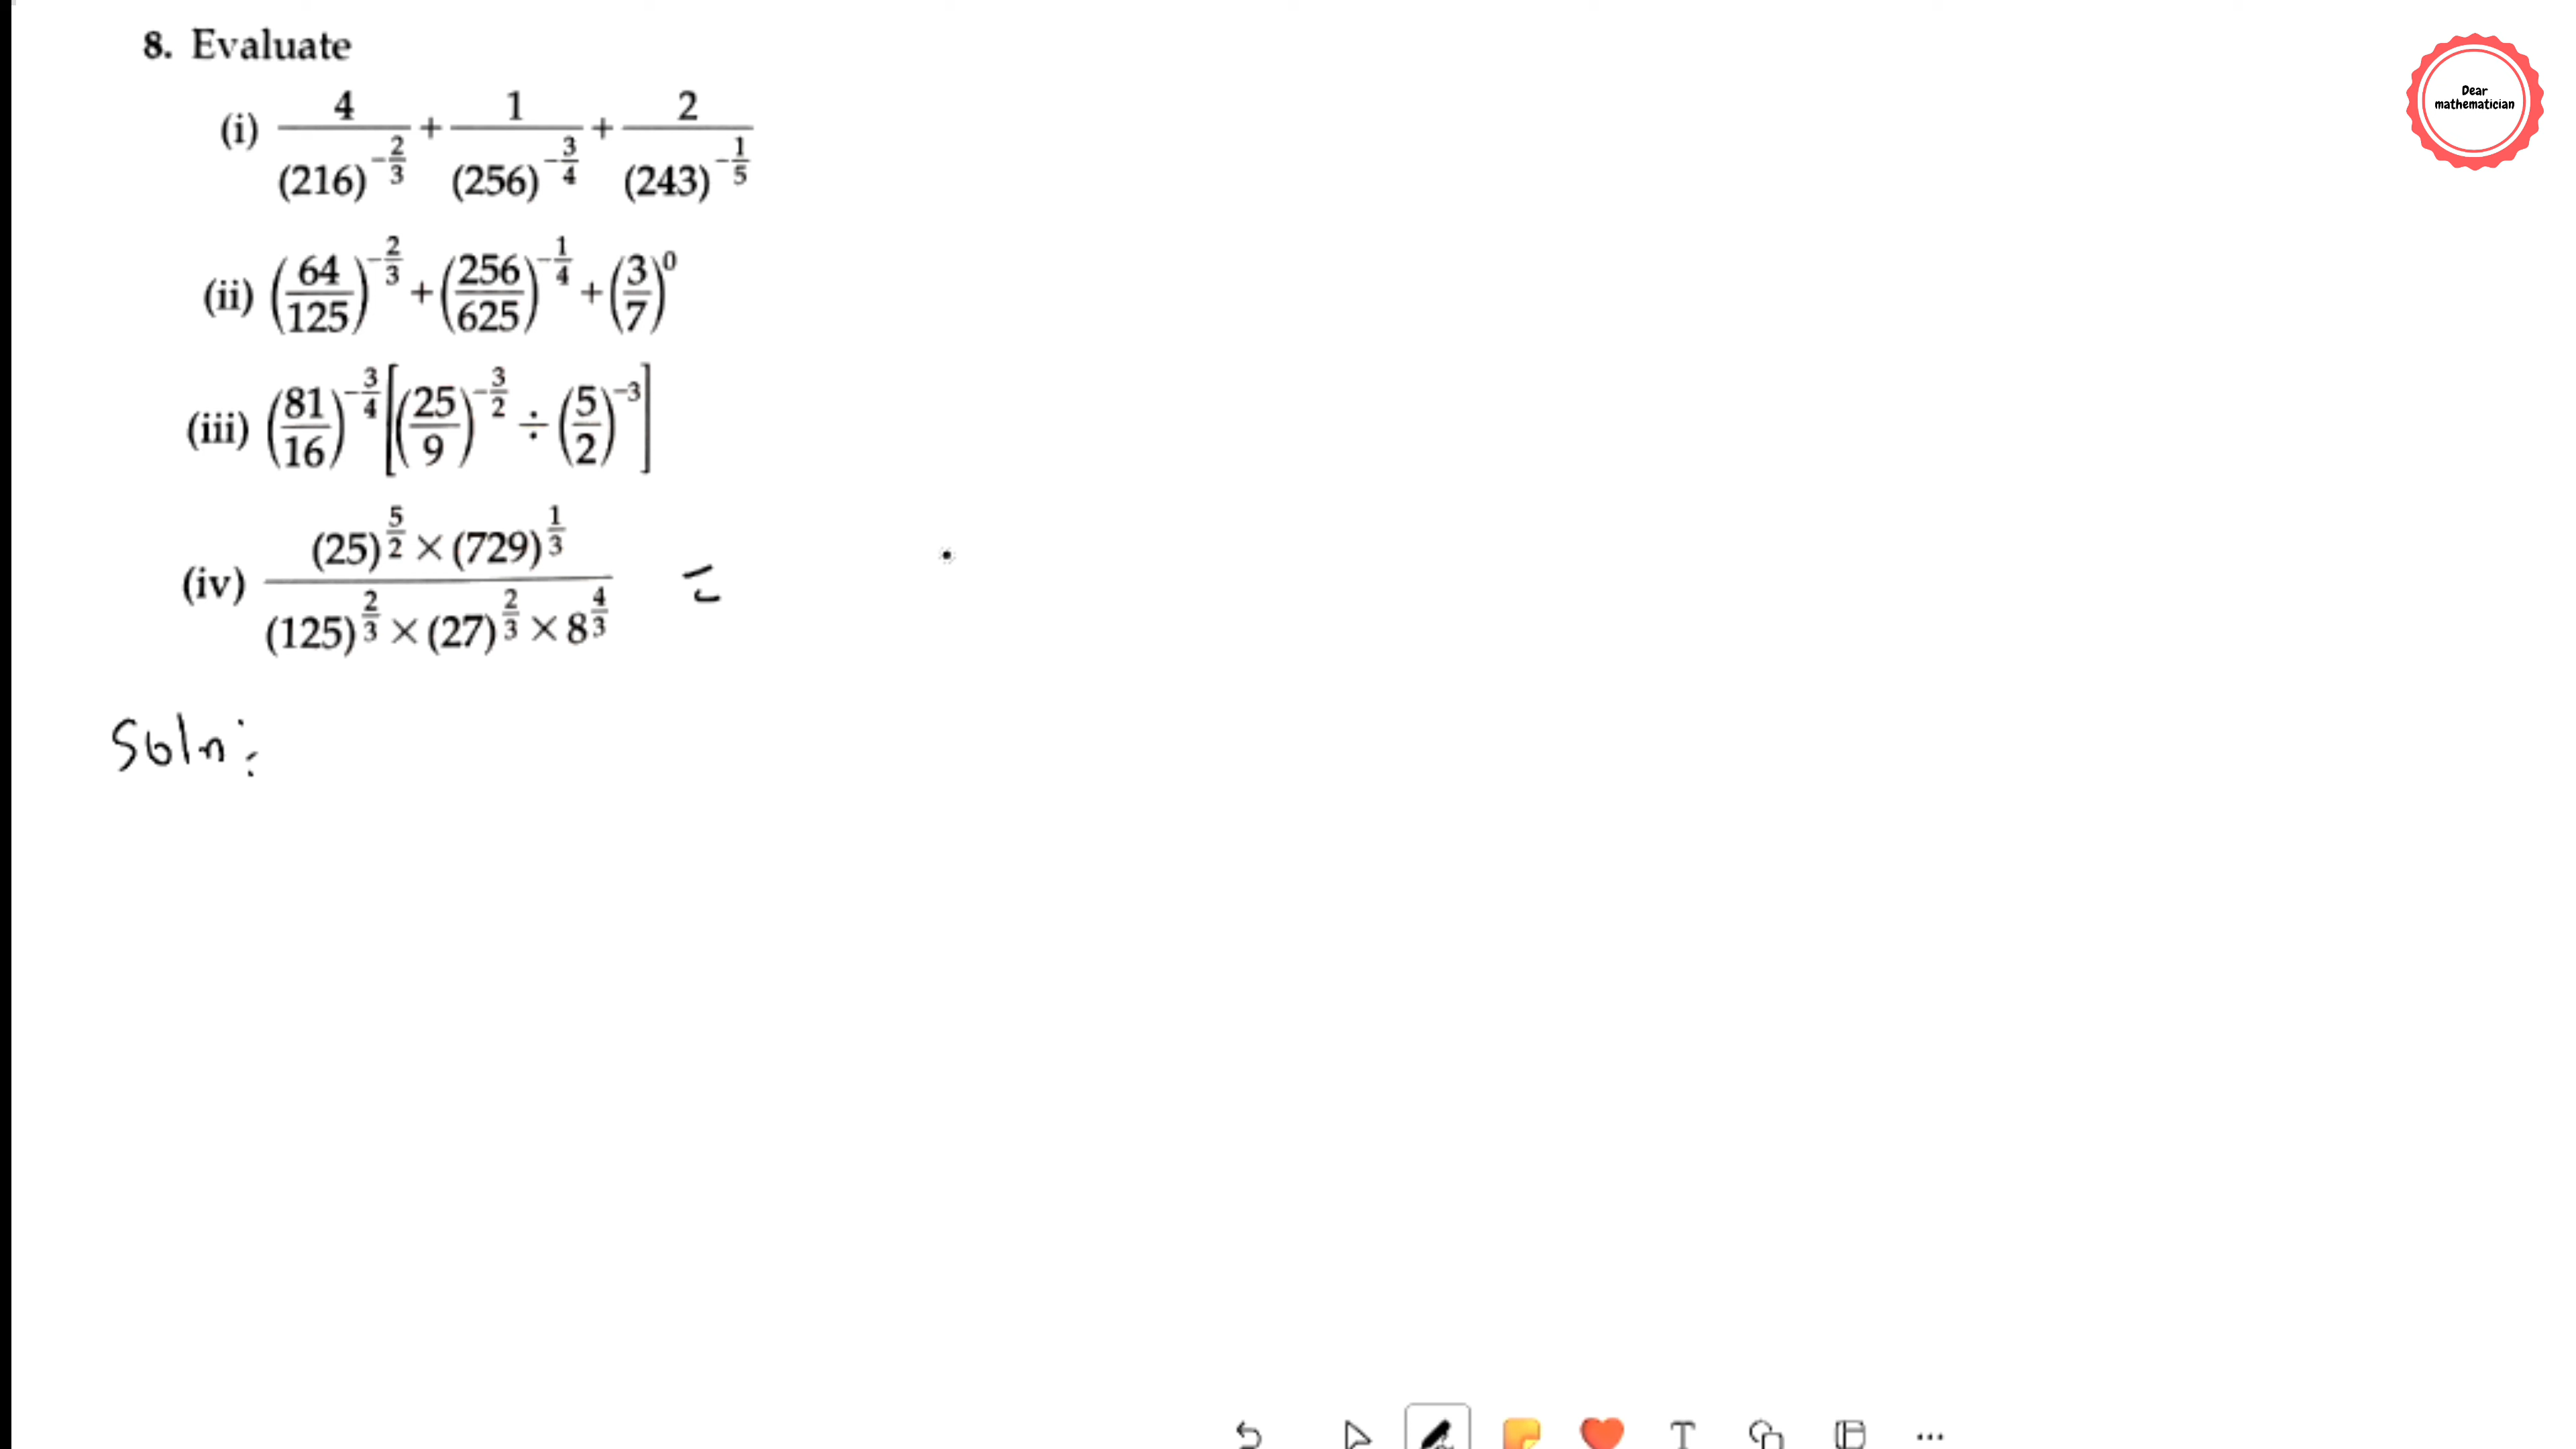 8. Evaluate
(i) 4/(216)^(-2/3) + 1/(256)^(-3/4) + 2/(243)^(-1/5)
(ii) (64/125)^(-2/3) + (256/625)^(-1/4) + (3/7)^0
(iii) (81/16)^(-3/4) [(25/9)^(-3/2) ÷ (5/2)^(-3)]
(iv) ((25)^(5/2) × (729)^(1/3)) / ((125)^(2/3) × (27)^(2/3) × 8^(4/3)) =
Soln:
Dear
mathematician
T